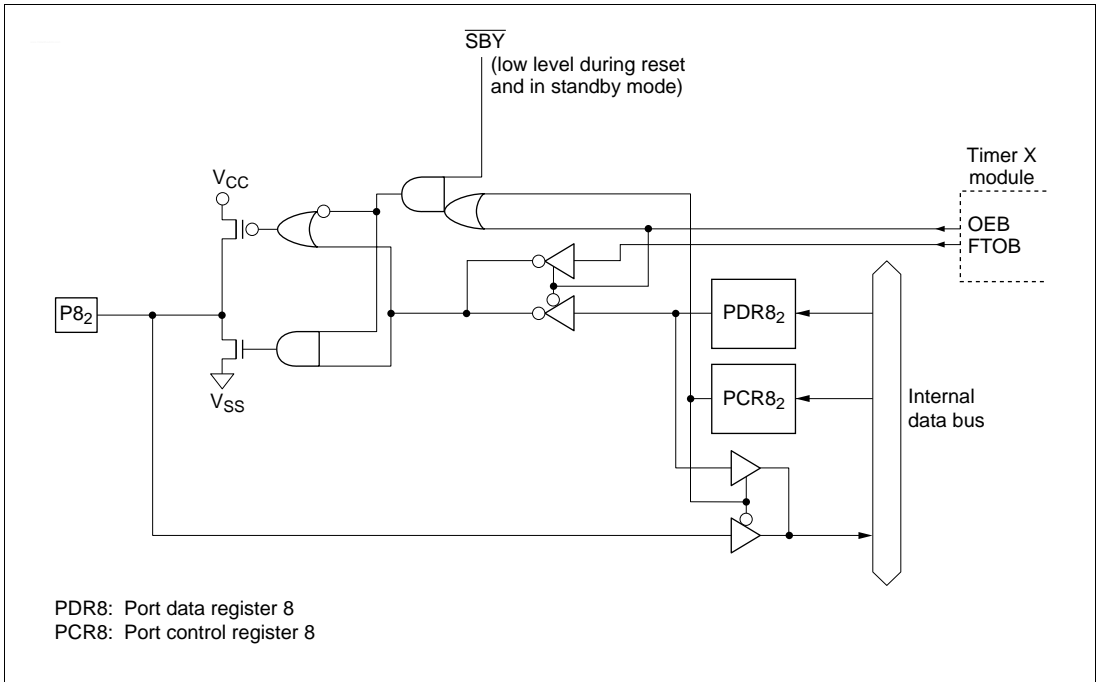 SBY
(low level during reset
and in standby mode)
Timer X
module
VCC
OEB
FTOB
P82
PDR82
PCR82
VSS
Internal
data bus
PDR8: Port data register 8
PCR8: Port control register 8